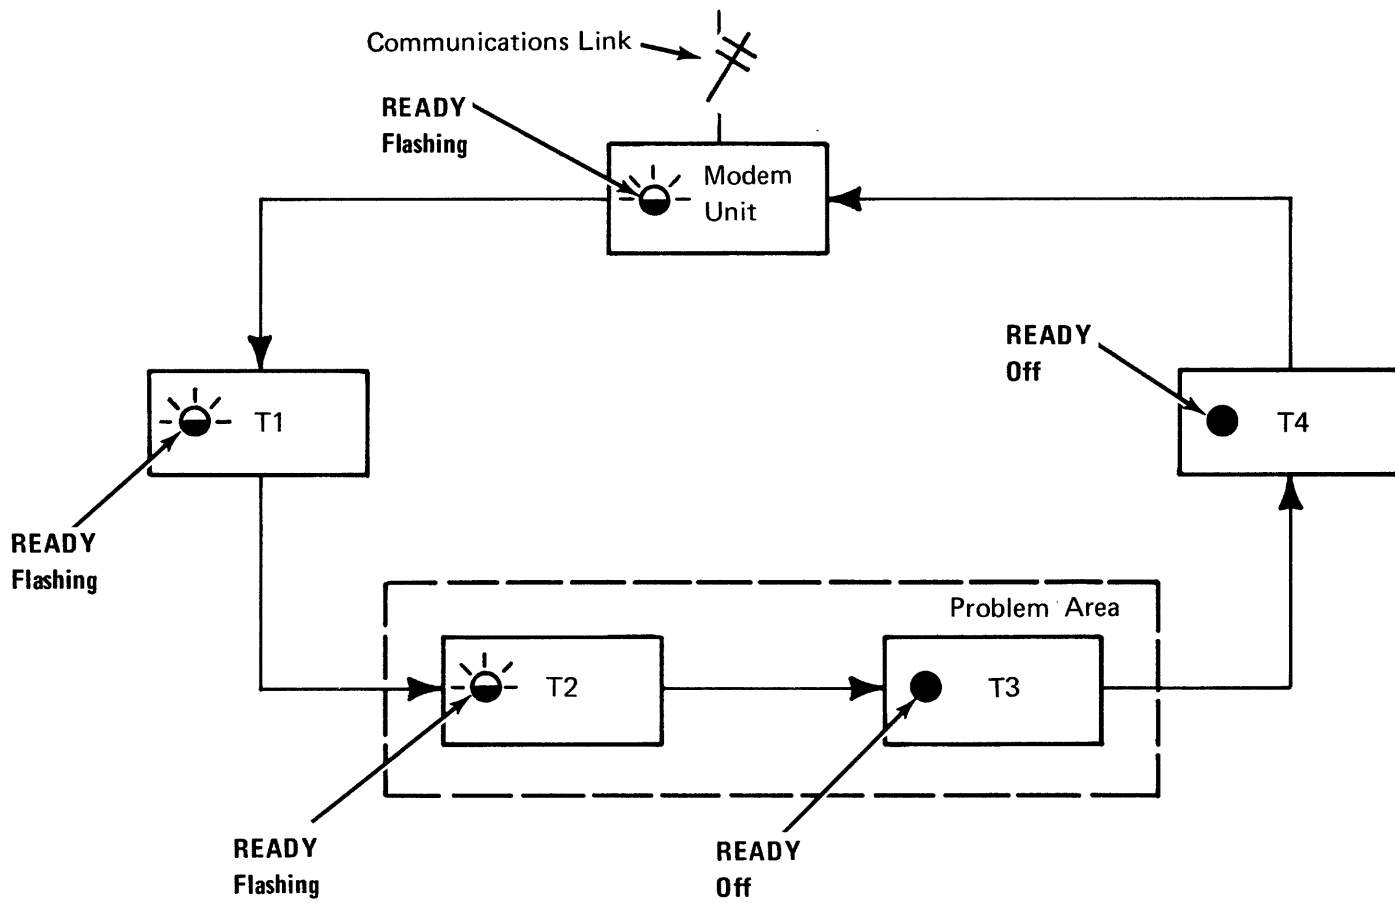 Communications Link
READY
Flashing
Modem
Unit
READY
Off
T1
T4
READY
Flashing
Problem Area
T2
T3
READY
Flashing
READY
Off